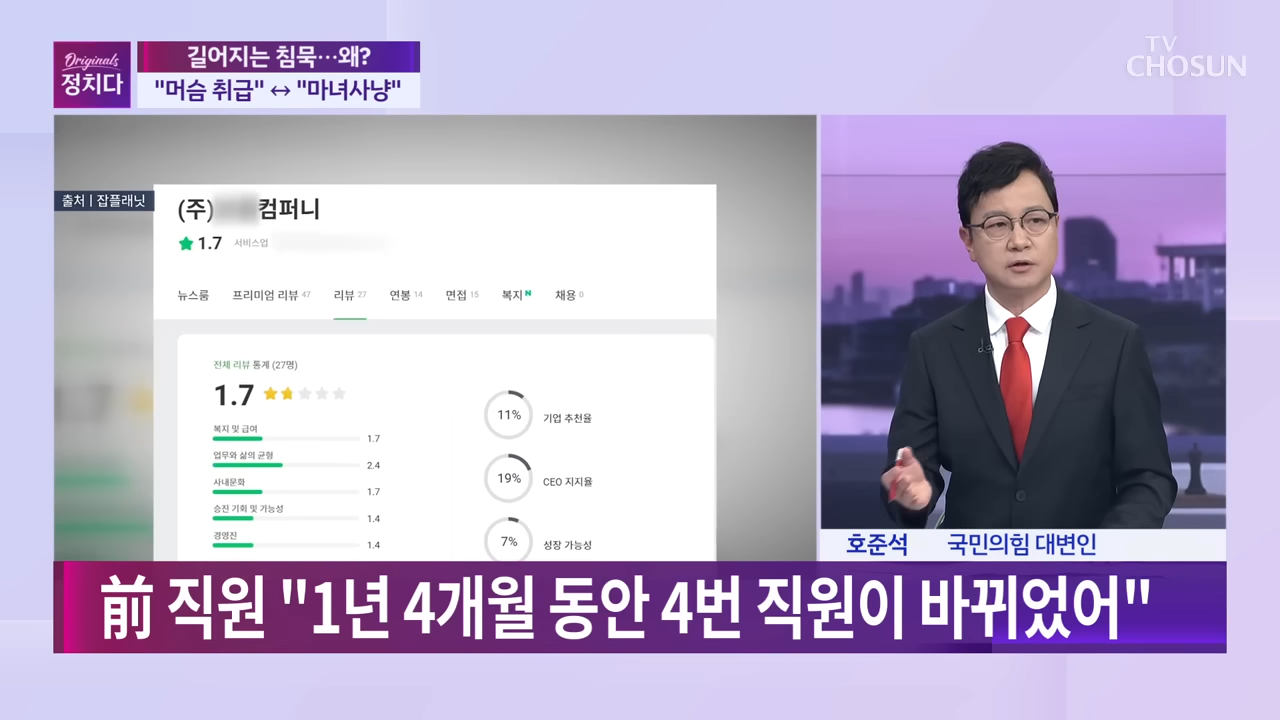 Originals
정치다
길어지는 침묵…왜?
"머슴 취급" ↔ "마녀사냥"
TV
CHOSUN
출처 | 잡플래닛
(주) 컴퍼니
1.7 서비스업
뉴스룸 프리미엄 리뷰 47 리뷰 27 연봉 14 면접 15 복지 N 채용 0
전체 리뷰 통계 (27명)
1.7
복지 및 급여
1.7
업무와 삶의 균형
2.4
사내문화
1.7
승진 기회 및 가능성
1.4
경영진
1.4
11% 기업 추천율
19% CEO 지지율
7% 성장 가능성
호준석 국민의힘 대변인
前 직원 "1년 4개월 동안 4번 직원이 바뀌었어"